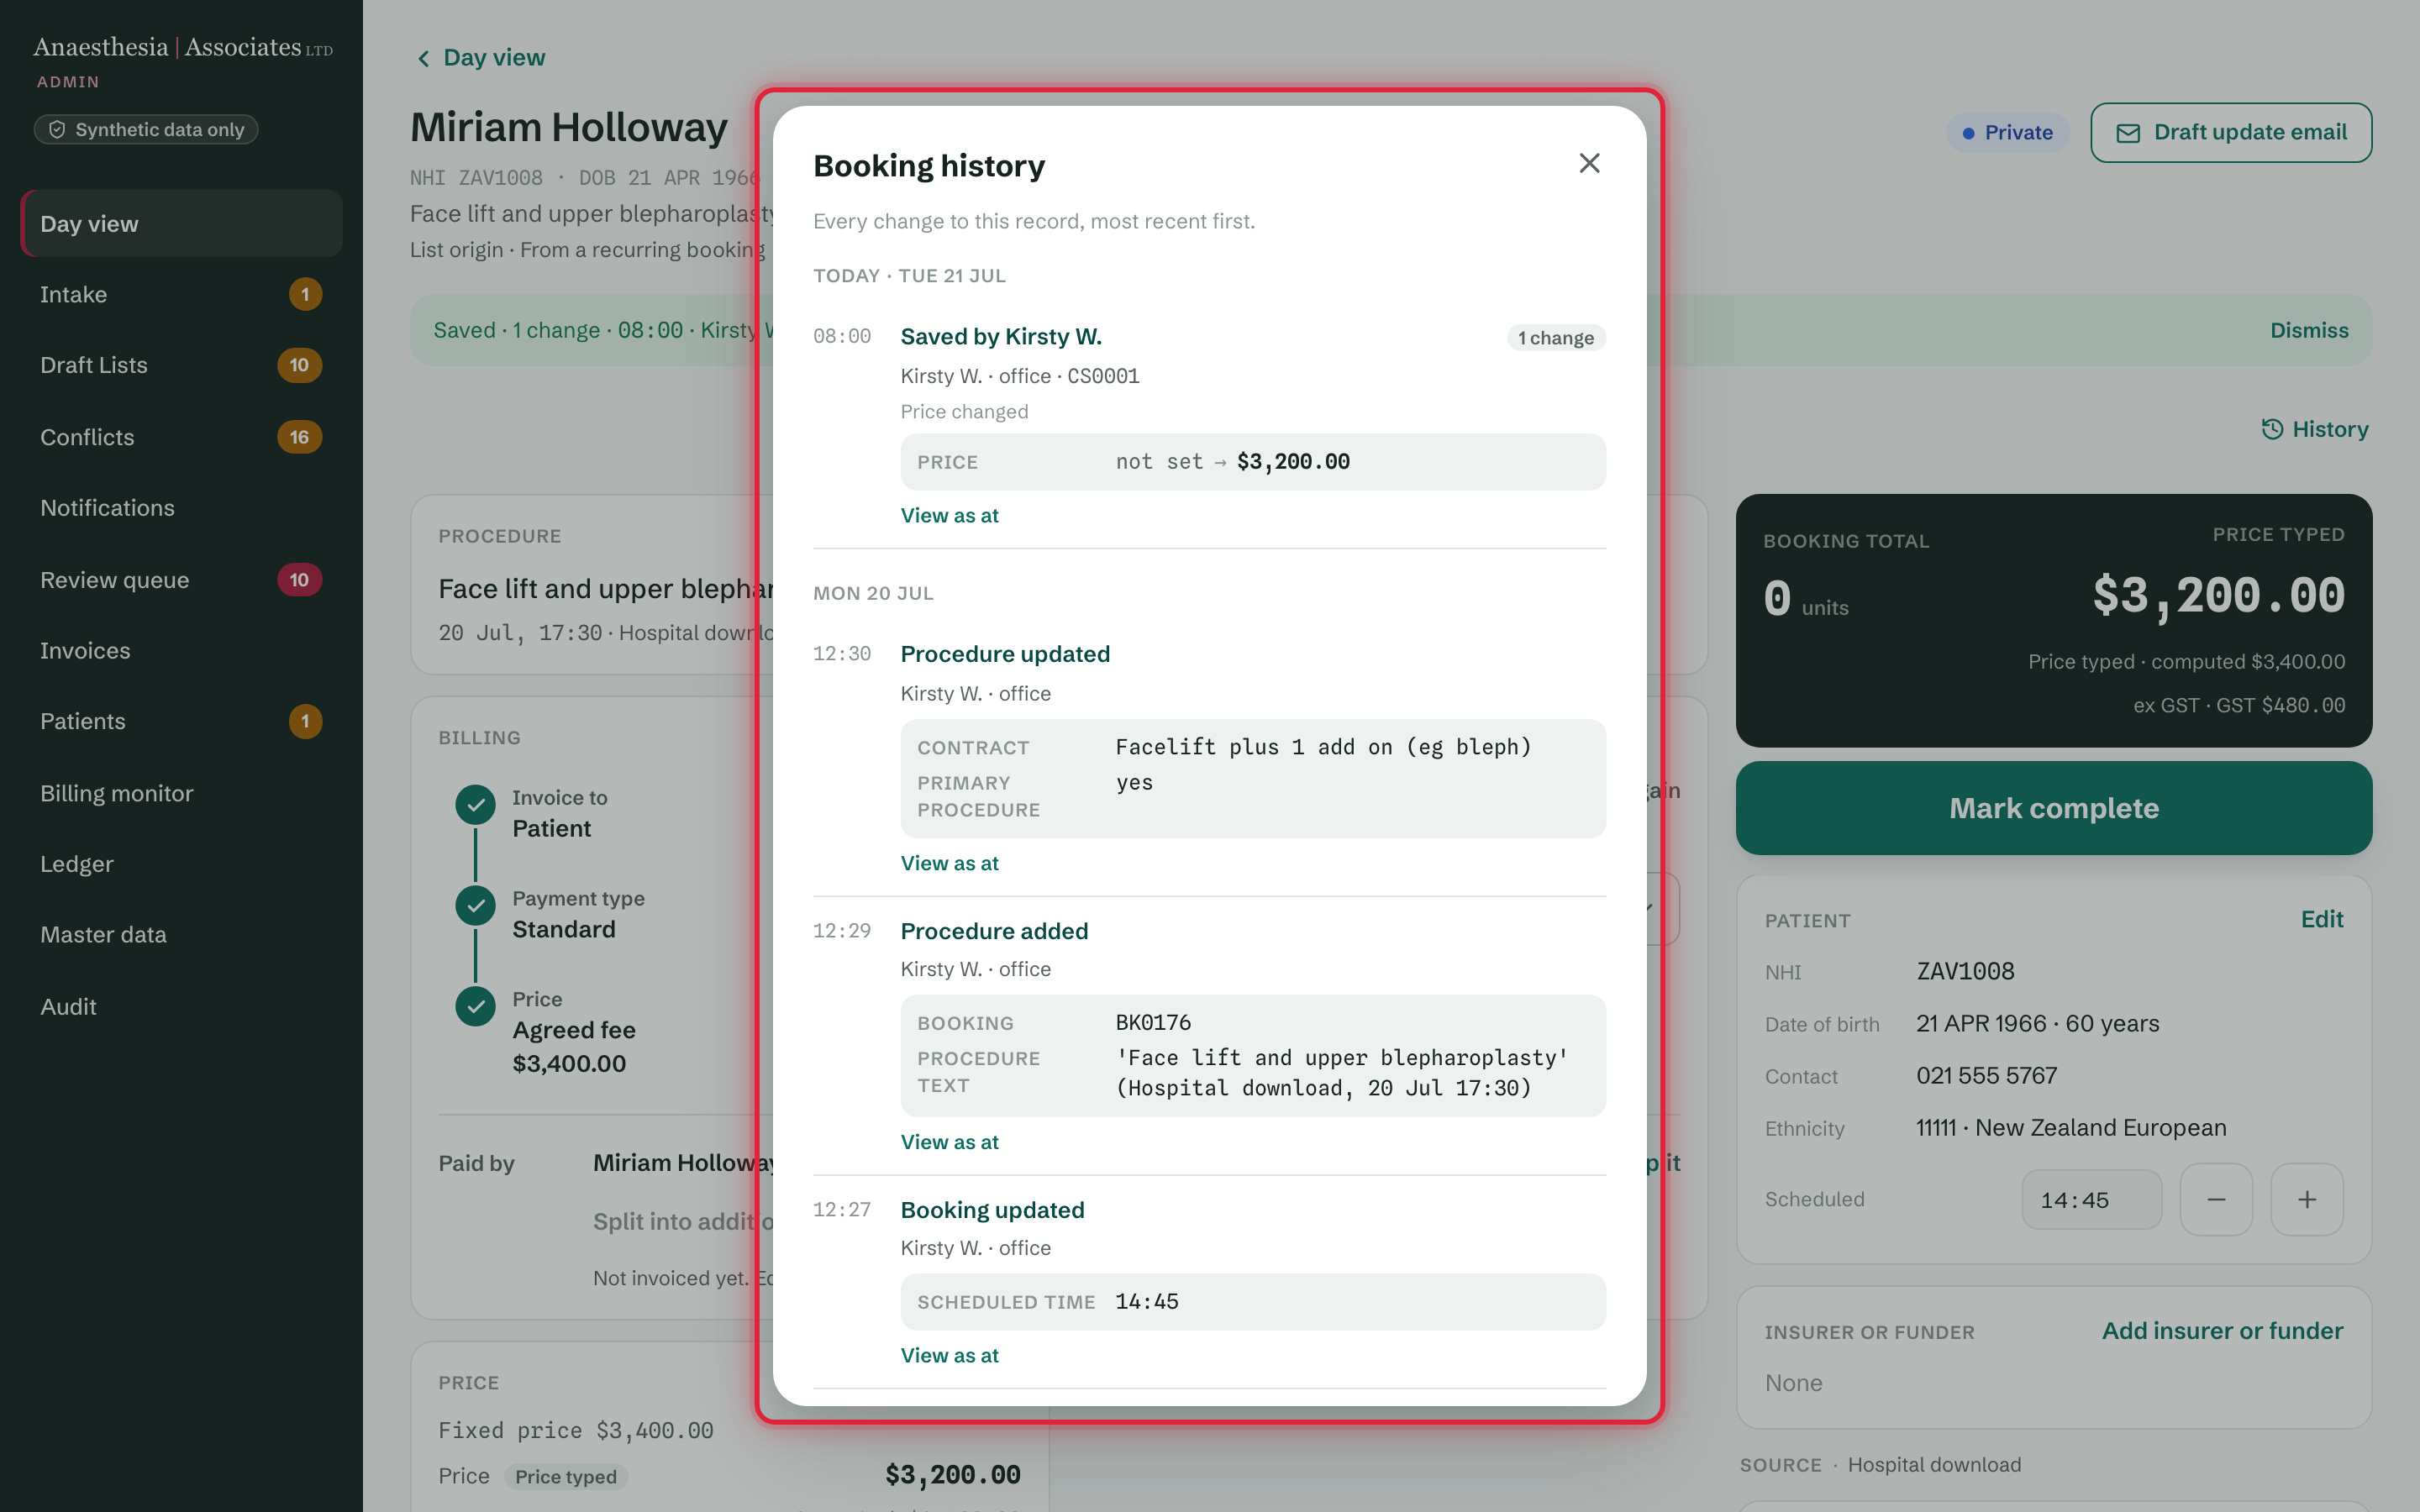 Anaesthesia | Associates LTD
ADMIN
Synthetic data only
Day view
Intake 1
Draft Lists 10
Conflicts 16
Notifications
Review queue 10
Invoices
Patients 1
Billing monitor
Ledger
Master data
Audit
Day view
Miriam Holloway
NHI ZAV1008 · DOB 21 APR 1966
Face lift and upper blepharoplasty
List origin · From a recurring booking
Private
Draft update email
Saved · 1 change · 08:00 · Kirsty W
Dismiss
History
PROCEDURE
Face lift and upper blephar
20 Jul, 17:30 · Hospital downlo
BILLING
Invoice to
Patient
Payment type
Standard
Price
Agreed fee
$3,400.00
Paid by Miriam Holloway
Split into additio
Not invoiced yet. Ed
PRICE
Fixed price $3,400.00
Price Price typed $3,200.00
Booking history
Every change to this record, most recent first.
TODAY · TUE 21 JUL
08:00 Saved by Kirsty W. 1 change
Kirsty W. · office · CS0001
Price changed
PRICE not set → $3,200.00
View as at
MON 20 JUL
12:30 Procedure updated
Kirsty W. · office
CONTRACT Facelift plus 1 add on (eg bleph)
PRIMARY PROCEDURE yes
View as at
12:29 Procedure added
Kirsty W. · office
BOOKING BK0176
PROCEDURE TEXT 'Face lift and upper blepharoplasty'
(Hospital download, 20 Jul 17:30)
View as at
12:27 Booking updated
Kirsty W. · office
SCHEDULED TIME 14:45
View as at
BOOKING TOTAL PRICE TYPED
0 units $3,200.00
Price typed · computed $3,400.00
ex GST · GST $480.00
Mark complete
PATIENT Edit
NHI ZAV1008
Date of birth 21 APR 1966 · 60 years
Contact 021 555 5767
Ethnicity 11111 · New Zealand European
Scheduled 14:45
INSURER OR FUNDER Add insurer or funder
None
SOURCE · Hospital download